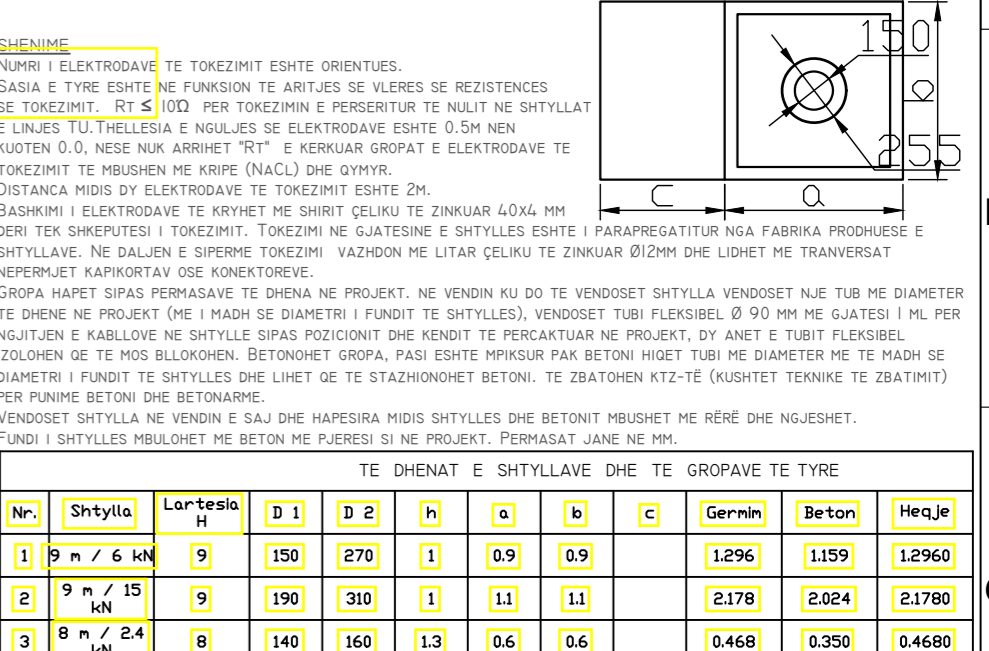 SHENIME
NUMRI I ELEKTRODAVE TE TOKEZIMIT ESHTE ORIENTUES.
SASIA E TYRE ESHTE NE FUNKSION TE ARITJES SE VLERES SE REZISTENCES
SE TOKEZIMIT. RT ≤ 10Ω PER TOKEZIMIN E PERSERITUR TE NULIT NE SHTYLLAT
E LINJES TU.THELLESIA E NGULJES SE ELEKTRODAVE ESHTE 0.5M NEN
KUOTEN 0.0, NESE NUK ARRIHET "RT" E KERKUAR GROPAT E ELEKTRODAVE TE
TOKEZIMIT TE MBUSHEN ME KRIPE (NACL) DHE QYMYR.
DISTANCA MIDIS DY ELEKTRODAVE TE TOKEZIMIT ESHTE 2M.
BASHKIMI I ELEKTRODAVE TE KRYHET ME SHIRIT ÇELIKU TE ZINKUAR 40X4 MM
DERI TEK SHKEPUTESI I TOKEZIMIT. TOKEZIMI NE GJATESINE E SHTYLLES ESHTE I PARAPREGATITUR NGA FABRIKA PRODHUESE E
SHTYLLAVE. NE DALJEN E SIPERME TOKEZIMI VAZHDON ME LITAR ÇELIKU TE ZINKUAR Ø12MM DHE LIDHET ME TRANVERSAT
NEPERMJET KAPIKORTAV OSE KONEKTOREVE.
GROPA HAPET SIPAS PERMASAVE TE DHENA NE PROJEKT. NE VENDIN KU DO TE VENDOSET SHTYLLA VENDOSET NJE TUB ME DIAMETER
TE DHENE NE PROJEKT (ME I MADH SE DIAMETRI I FUNDIT TE SHTYLLES), VENDOSET TUBI FLEKSIBEL Ø 90 MM ME GJATESI 1 ML PER
NGJITJEN E KABLLOVE NE SHTYLLE SIPAS POZICIONIT DHE KENDIT TE PERCAKTUAR NE PROJEKT, DY ANET E TUBIT FLEKSIBEL
IZOLOHEN QE TE MOS BLLOKOHEN. BETONOHET GROPA, PASI ESHTE MPIKSUR PAK BETONI HIQET TUBI ME DIAMETER ME TE MADH SE
DIAMETRI I FUNDIT TE SHTYLLES DHE LIHET QE TE STAZHIONOHET BETONI. TE ZBATOHEN KTZ-TË (KUSHTET TEKNIKE TE ZBATIMIT)
PER PUNIME BETONI DHE BETONARME.
VENDOSET SHTYLLA NE VENDIN E SAJ DHE HAPESIRA MIDIS SHTYLLES DHE BETONIT MBUSHET ME RËRË DHE NGJESHET.
FUNDI I SHTYLLES MBULOHET ME BETON ME PJERESI SI NE PROJEKT. PERMASAT JANE NE MM.
150
b
255
c a
TE DHENAT E SHTYLLAVE DHE TE GROPAVE TE TYRE
Nr. Shtylla Lartesia H D 1 D 2 h a b c Germim Beton Heqje
1 9 m / 6 kN 9 150 270 1 0.9 0.9 1.296 1.159 1.2960
2 9 m / 15 kN 9 190 310 1 1.1 1.1 2.178 2.024 2.1780
3 8 m / 2.4 kN 8 140 160 1.3 0.6 0.6 0.468 0.350 0.4680